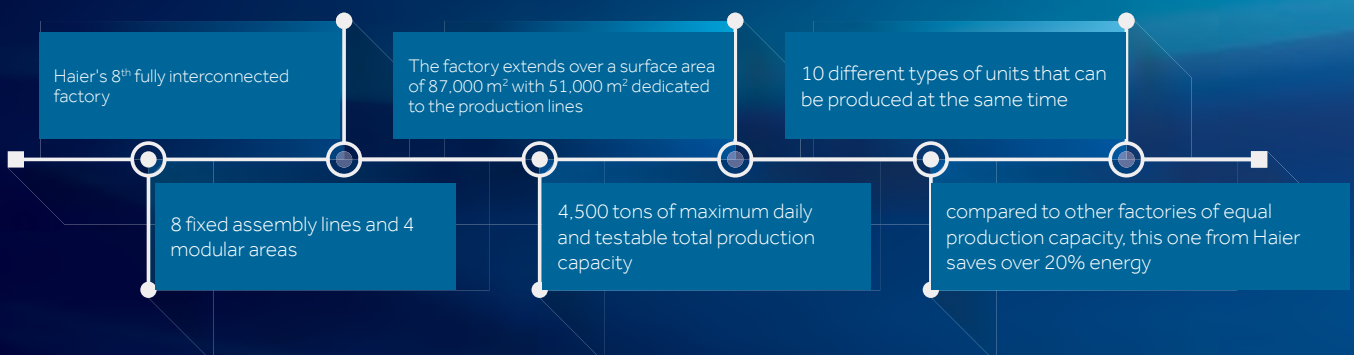 Haier's 8th fully interconnected
factory
The factory extends over a surface area
of 87,000 m² with 51,000 m² dedicated
to the production lines
10 different types of units that can
be produced at the same time
8 fixed assembly lines and 4
modular areas
4,500 tons of maximum daily
and testable total production
capacity
compared to other factories of equal
production capacity, this one from Haier
saves over 20% energy